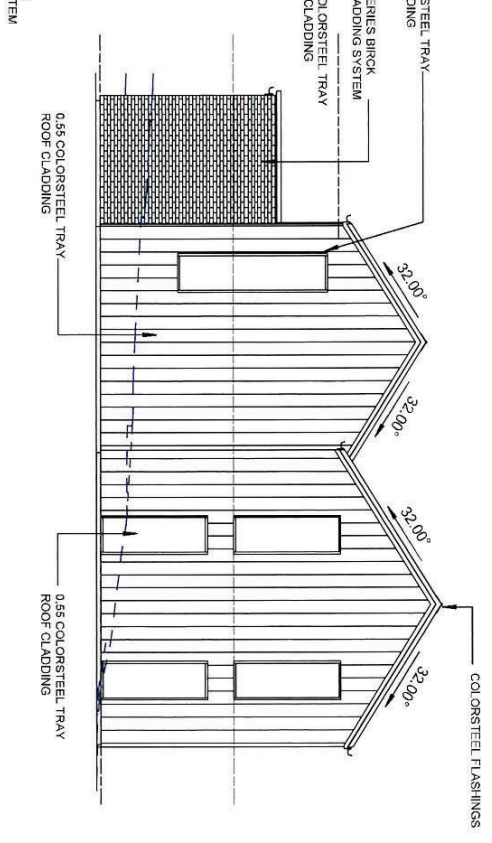 STEM
STEEL TRAY
DING
ERIES BIRCK
ADDING SYSTEM
OLORSTEEL TRAY
CLADDING
0.55 COLORSTEEL TRAY
ROOF CLADDING
0.55 COLORSTEEL TRAY
ROOF CLADDING
32.00°
32.00°
32.00°
32.00°
COLORSTEEL FLASHINGS